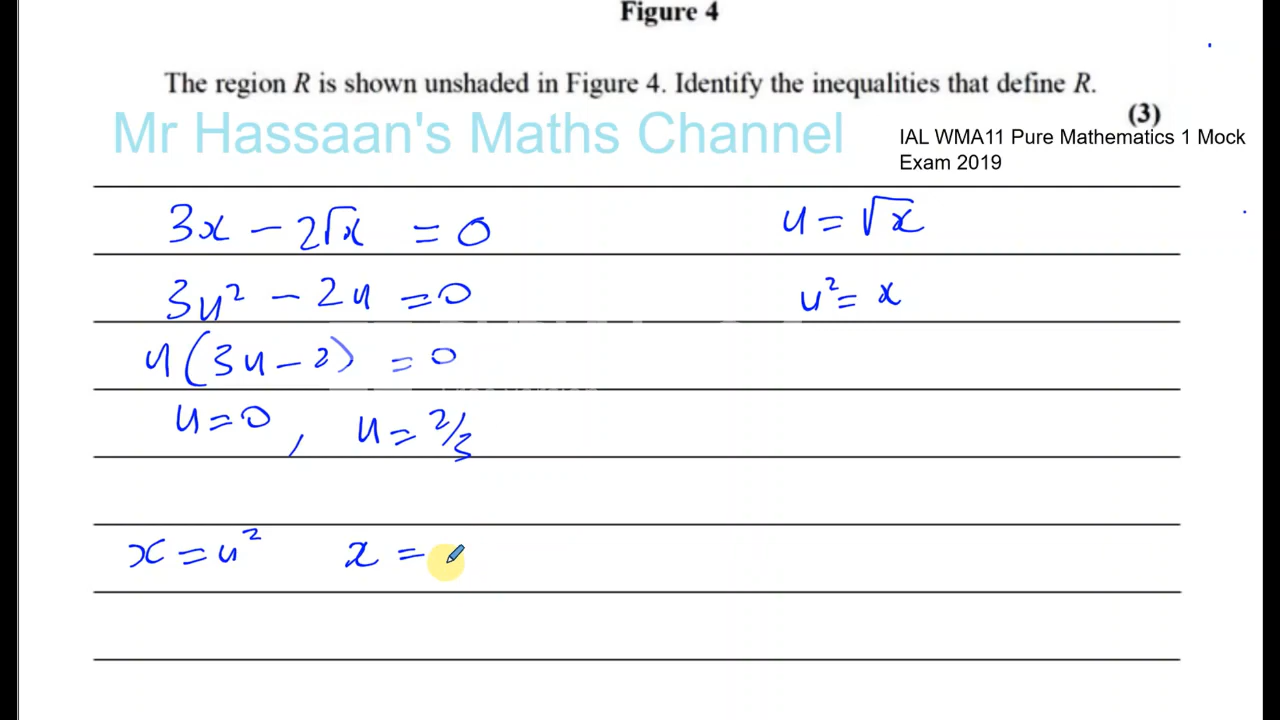 Figure 4
The region R is shown unshaded in Figure 4. Identify the inequalities that define R.
(3)
Mr Hassaan's Maths Channel
IAL WMA11 Pure Mathematics 1 Mock
Exam 2019
3x − 2√x = 0
u = √x
3u² − 2u = 0
u² = x
u(3u − 2) = 0
u = 0, u = 2/3
x = u² x =